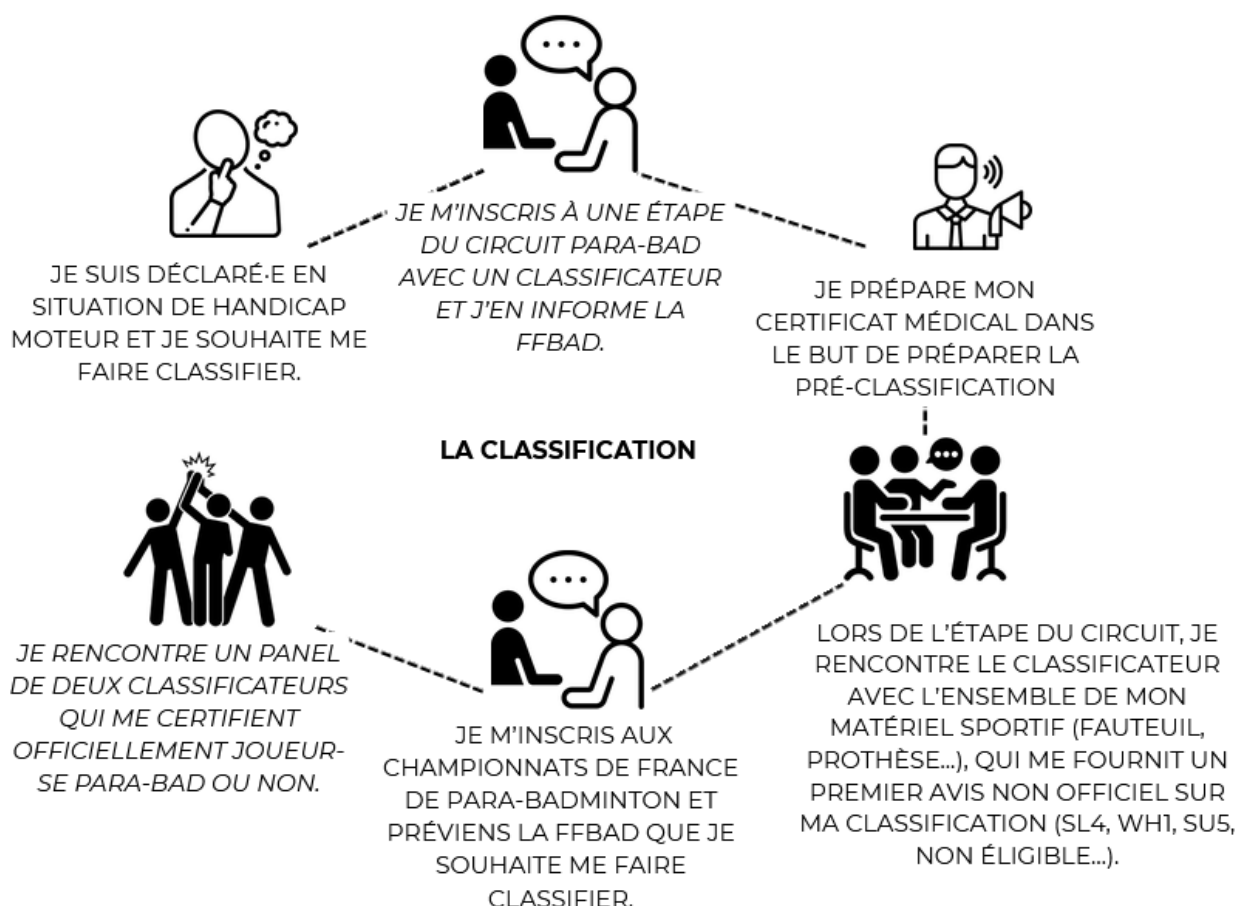 JE SUIS DÉCLARÉ·E EN
SITUATION DE HANDICAP
MOTEUR ET JE SOUHAITE ME
FAIRE CLASSIFIER.
JE M'INSCRIS À UNE ÉTAPE
DU CIRCUIT PARA-BAD
AVEC UN CLASSIFICATEUR
ET J'EN INFORME LA
FFBAD.
JE PRÉPARE MON
CERTIFICAT MÉDICAL DANS
LE BUT DE PRÉPARER LA
PRÉ-CLASSIFICATION
LA CLASSIFICATION
LORS DE L'ÉTAPE DU CIRCUIT, JE
RENCONTRE LE CLASSIFICATEUR
AVEC L'ENSEMBLE DE MON
MATÉRIEL SPORTIF (FAUTEUIL,
PROTHÈSE...), QUI ME FOURNIT UN
PREMIER AVIS NON OFFICIEL SUR
MA CLASSIFICATION (SL4, WH1, SU5,
NON ÉLIGIBLE...).
JE M'INSCRIS AUX
CHAMPIONNATS DE FRANCE
DE PARA-BADMINTON ET
PRÉVIENS LA FFBAD QUE JE
SOUHAITE ME FAIRE
CLASSIFIER.
JE RENCONTRE UN PANEL
DE DEUX CLASSIFICATEURS
QUI ME CERTIFIENT
OFFICIELLEMENT JOUEUR-
SE PARA-BAD OU NON.